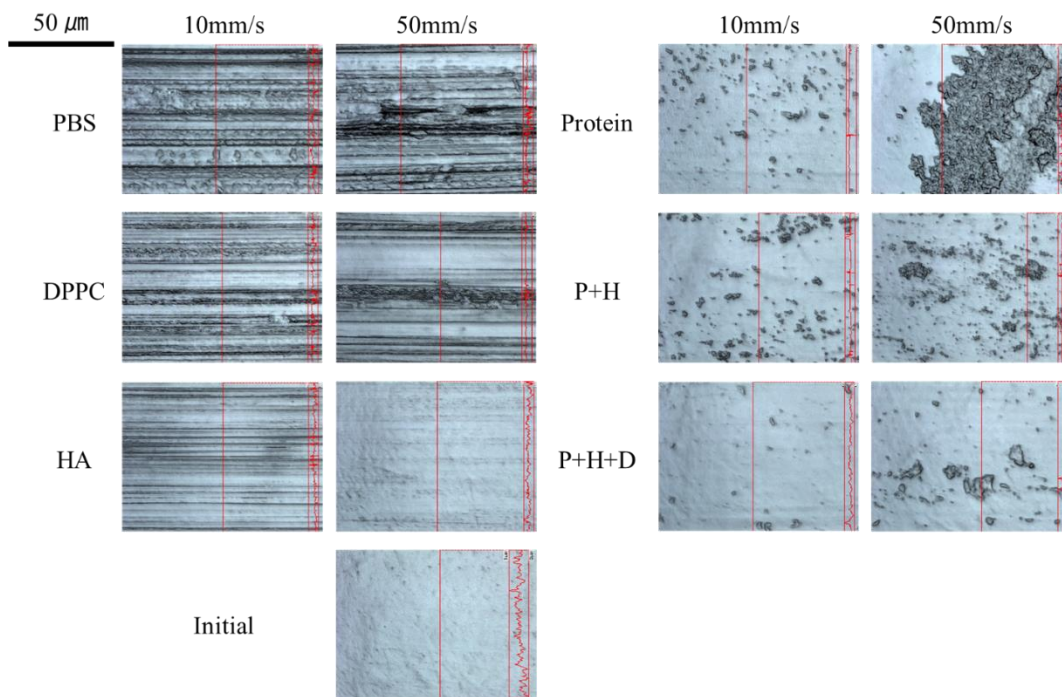 50 μm
10mm/s
50mm/s
10mm/s
50mm/s
PBS
Protein
DPPC
P+H
HA
P+H+D
Initial